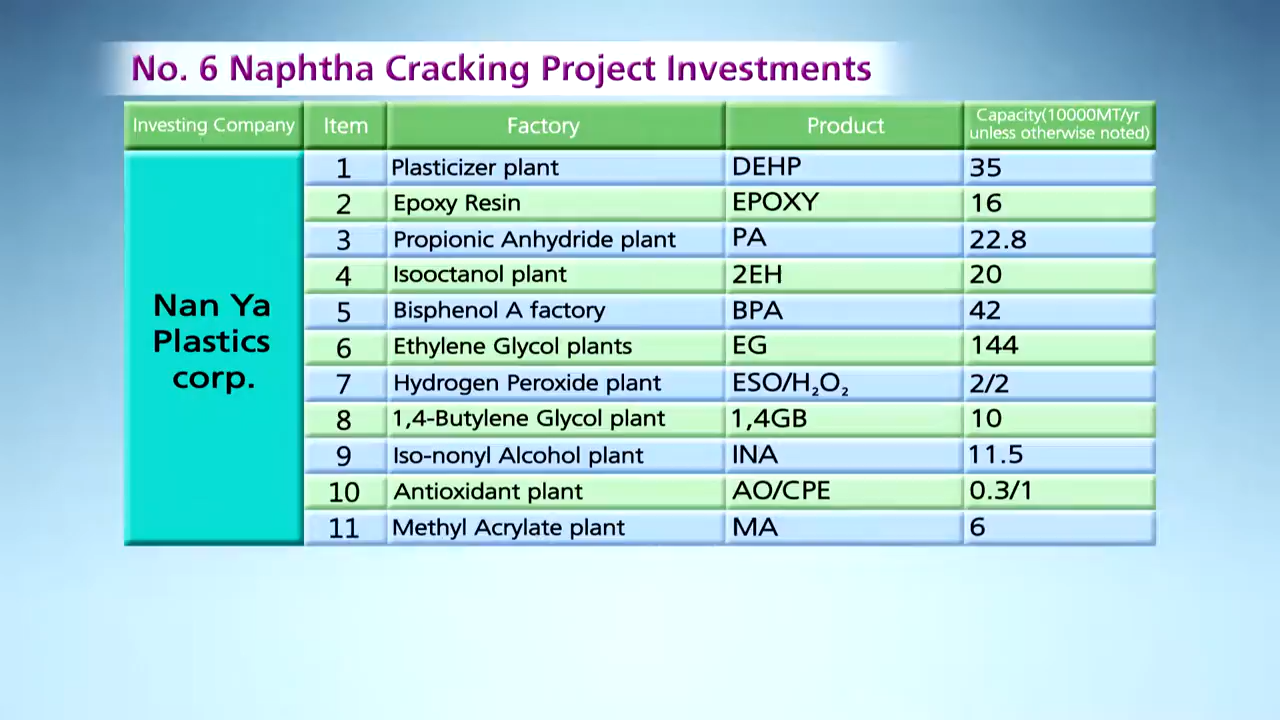 No. 6 Naphtha Cracking Project Investments
Investing Company Item Factory Product Capacity(10000MT/yr unless otherwise noted)
Nan Ya
Plastics
corp.
1 Plasticizer plant DEHP 35
2 Epoxy Resin EPOXY 16
3 Propionic Anhydride plant PA 22.8
4 Isooctanol plant 2EH 20
5 Bisphenol A factory BPA 42
6 Ethylene Glycol plants EG 144
7 Hydrogen Peroxide plant ESO/H₂O₂ 2/2
8 1,4-Butylene Glycol plant 1,4GB 10
9 Iso-nonyl Alcohol plant INA 11.5
10 Antioxidant plant AO/CPE 0.3/1
11 Methyl Acrylate plant MA 6